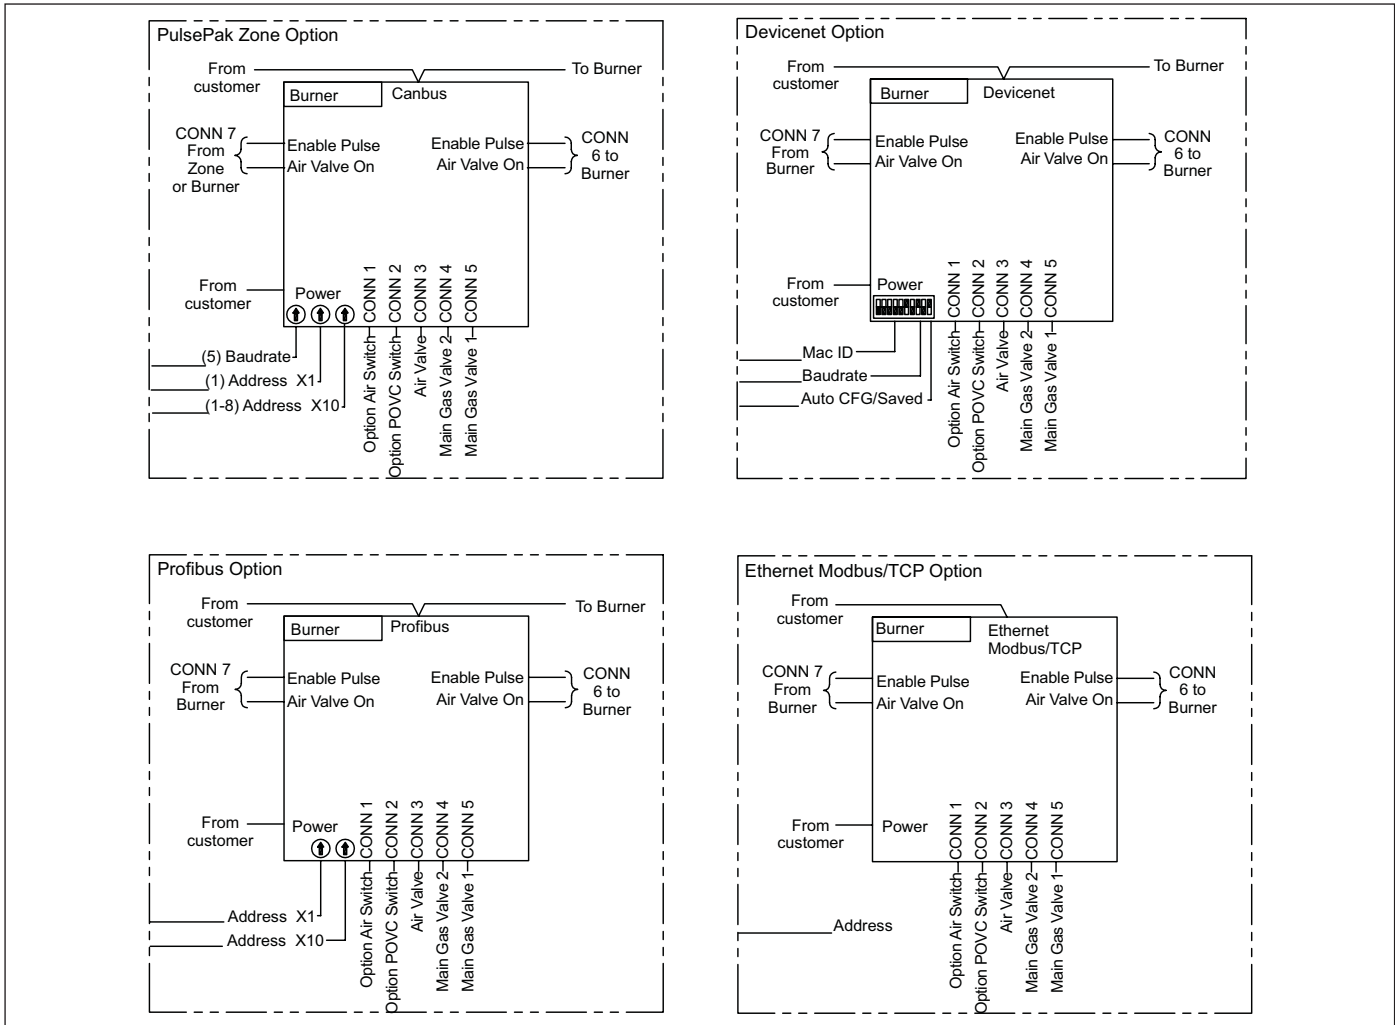 PulsePak Zone Option
From
customer
To Burner
Burner
Canbus
CONN 7
From
Zone
or Burner
Enable Pulse
Air Valve On
Enable Pulse
Air Valve On
CONN
6 to
Burner
From
customer
Power
CONN 1
CONN 2
CONN 3
CONN 4
CONN 5
(5) Baudrate
(1) Address X1
(1-8) Address X10
Option Air Switch
Option POVC Switch
Air Valve
Main Gas Valve 2
Main Gas Valve 1
Devicenet Option
From
customer
To Burner
Burner
Devicenet
CONN 7
From
Burner
Enable Pulse
Air Valve On
Enable Pulse
Air Valve On
CONN
6 to
Burner
From
customer
Power
CONN 1
CONN 2
CONN 3
CONN 4
CONN 5
Mac ID
Baudrate
Auto CFG/Saved
Option Air Switch
Option POVC Switch
Air Valve
Main Gas Valve 2
Main Gas Valve 1
Profibus Option
From
customer
To Burner
Burner
Profibus
CONN 7
From
Burner
Enable Pulse
Air Valve On
Enable Pulse
Air Valve On
CONN
6 to
Burner
From
customer
Power
CONN 1
CONN 2
CONN 3
CONN 4
CONN 5
Address X1
Address X10
Option Air Switch
Option POVC Switch
Air Valve
Main Gas Valve 2
Main Gas Valve 1
Ethernet Modbus/TCP Option
From
customer
Burner
Ethernet
Modbus/TCP
CONN 7
From
Burner
Enable Pulse
Air Valve On
Enable Pulse
Air Valve On
CONN
6 to
Burner
From
customer
Power
CONN 1
CONN 2
CONN 3
CONN 4
CONN 5
Address
Option Air Switch
Option POVC Switch
Air Valve
Main Gas Valve 2
Main Gas Valve 1